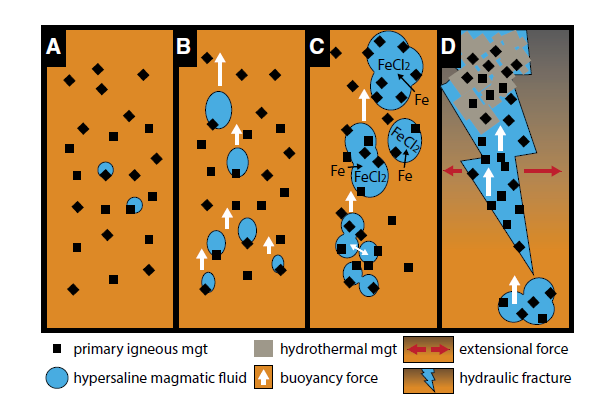 A
B
C
D
FeCl2
Fe
FeCl2
Fe
FeCl2
Fe
primary igneous mgt
hydrothermal mgt
extensional force
hypersaline magmatic fluid
buoyancy force
hydraulic fracture